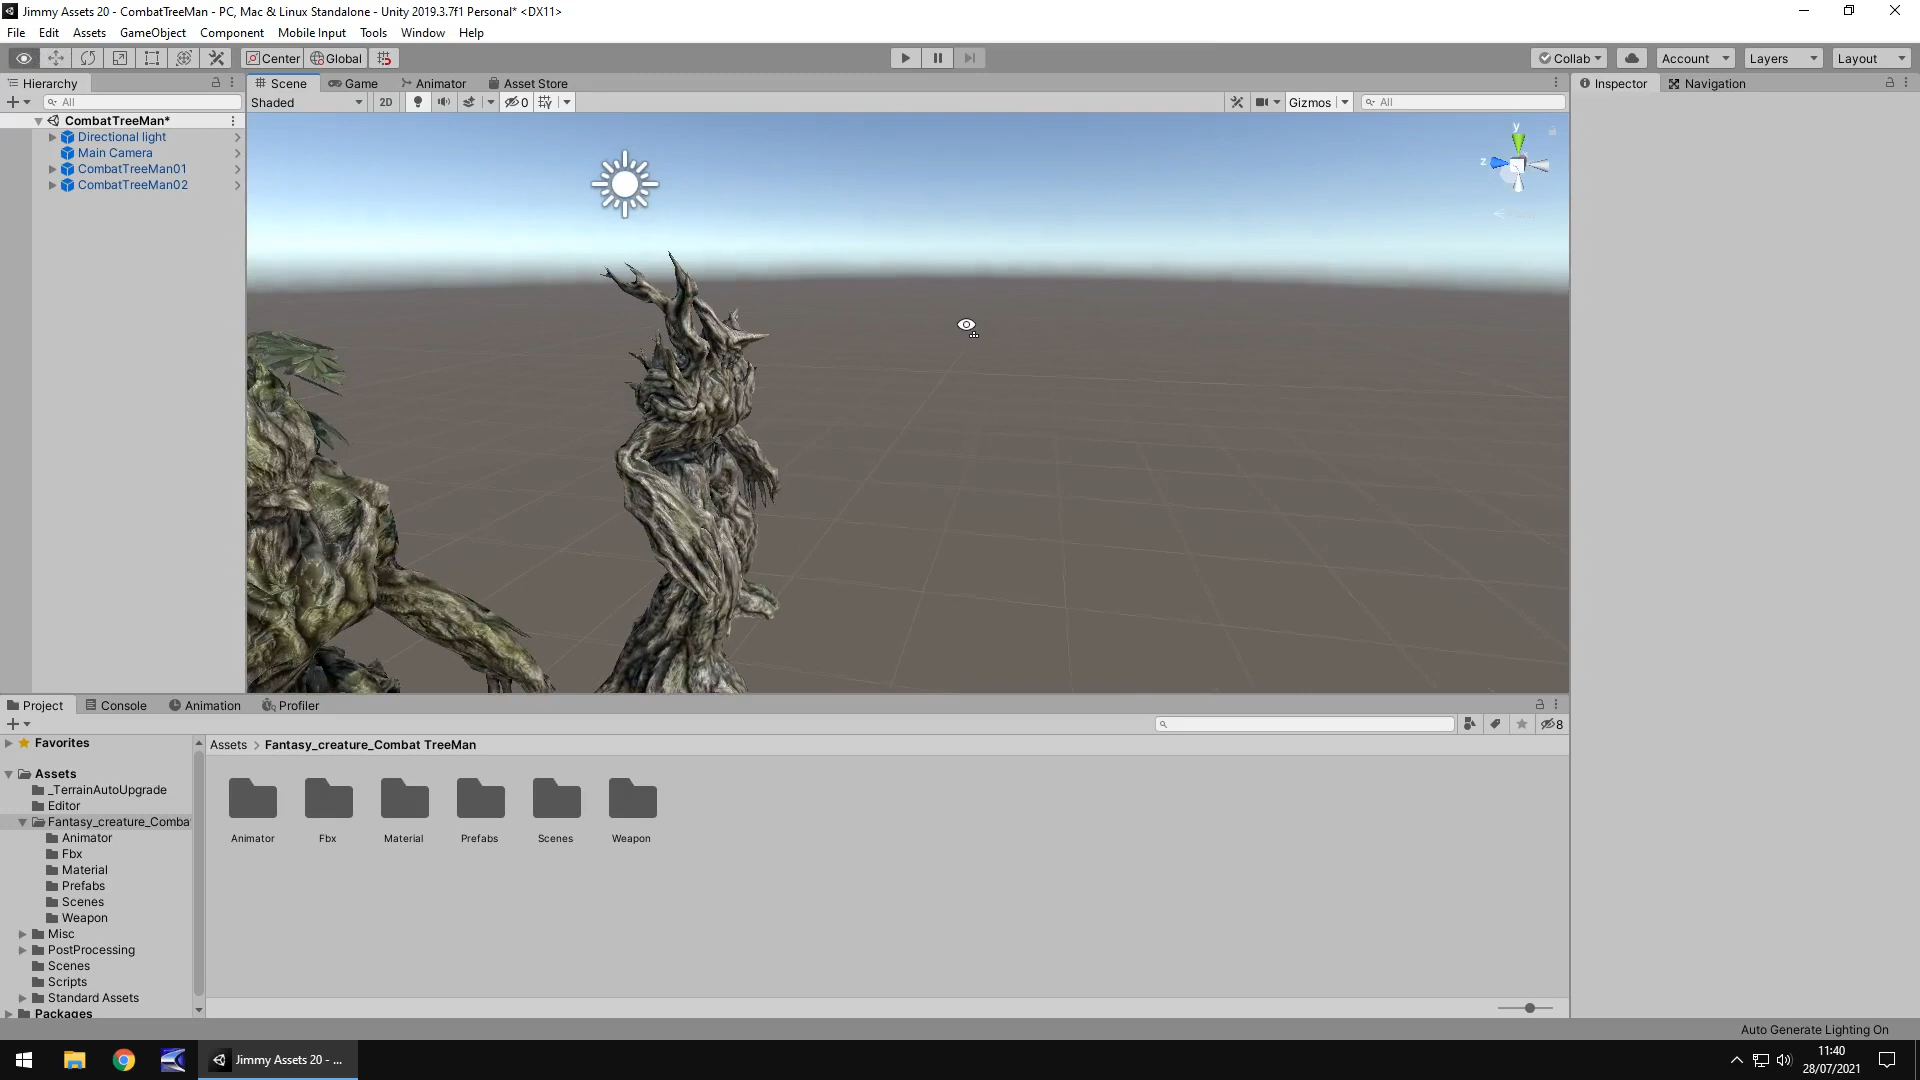 Jimmy Assets 20 - CombatTreeMan - PC, Mac & Linux Standalone - Unity 2019.3.7f1 Personal* <DX11>
File Edit Assets GameObject Component Mobile Input Tools Window Help
Center Global Collab Account Layers Layout
Hierarchy Scene Game Animator Asset Store Inspector Navigation
All Shaded 2D 0 Gizmos All
CombatTreeMan*
Directional light
Main Camera
CombatTreeMan01
CombatTreeMan02
y
z
Project Console Animation Profiler
8
Favorites
Assets > Fantasy_creature_Combat TreeMan
Assets
_TerrainAutoUpgrade
Editor
Fantasy_creature_Comba
Animator
Fbx
Material
Prefabs
Scenes
Weapon
Misc
PostProcessing
Scenes
Scripts
Standard Assets
Packages
Animator Fbx Material Prefabs Scenes Weapon
Auto Generate Lighting On
Jimmy Assets 20 - ...
11:40
28/07/2021